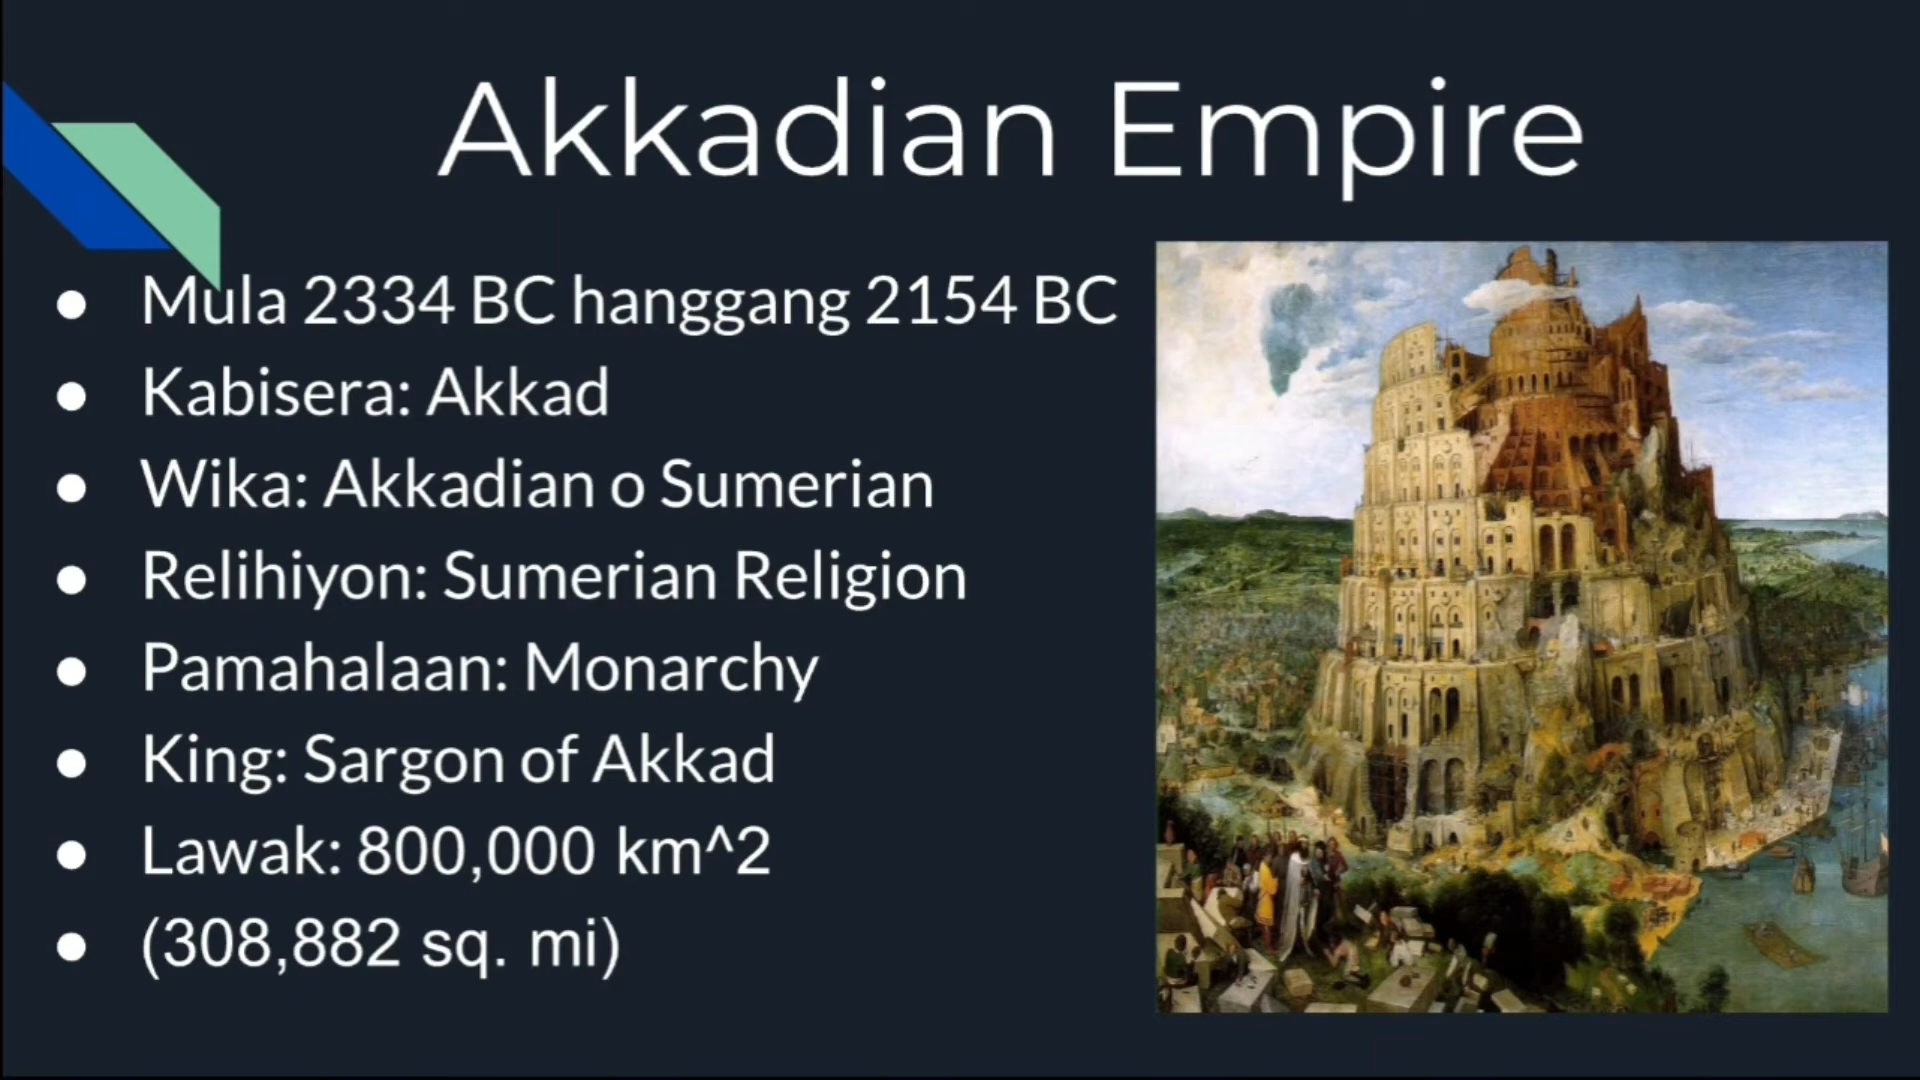 Akkadian Empire
● Mula 2334 BC hanggang 2154 BC
● Kabisera: Akkad
● Wika: Akkadian o Sumerian
● Relihiyon: Sumerian Religion
● Pamahalaan: Monarchy
● King: Sargon of Akkad
● Lawak: 800,000 km^2
● (308,882 sq. mi)